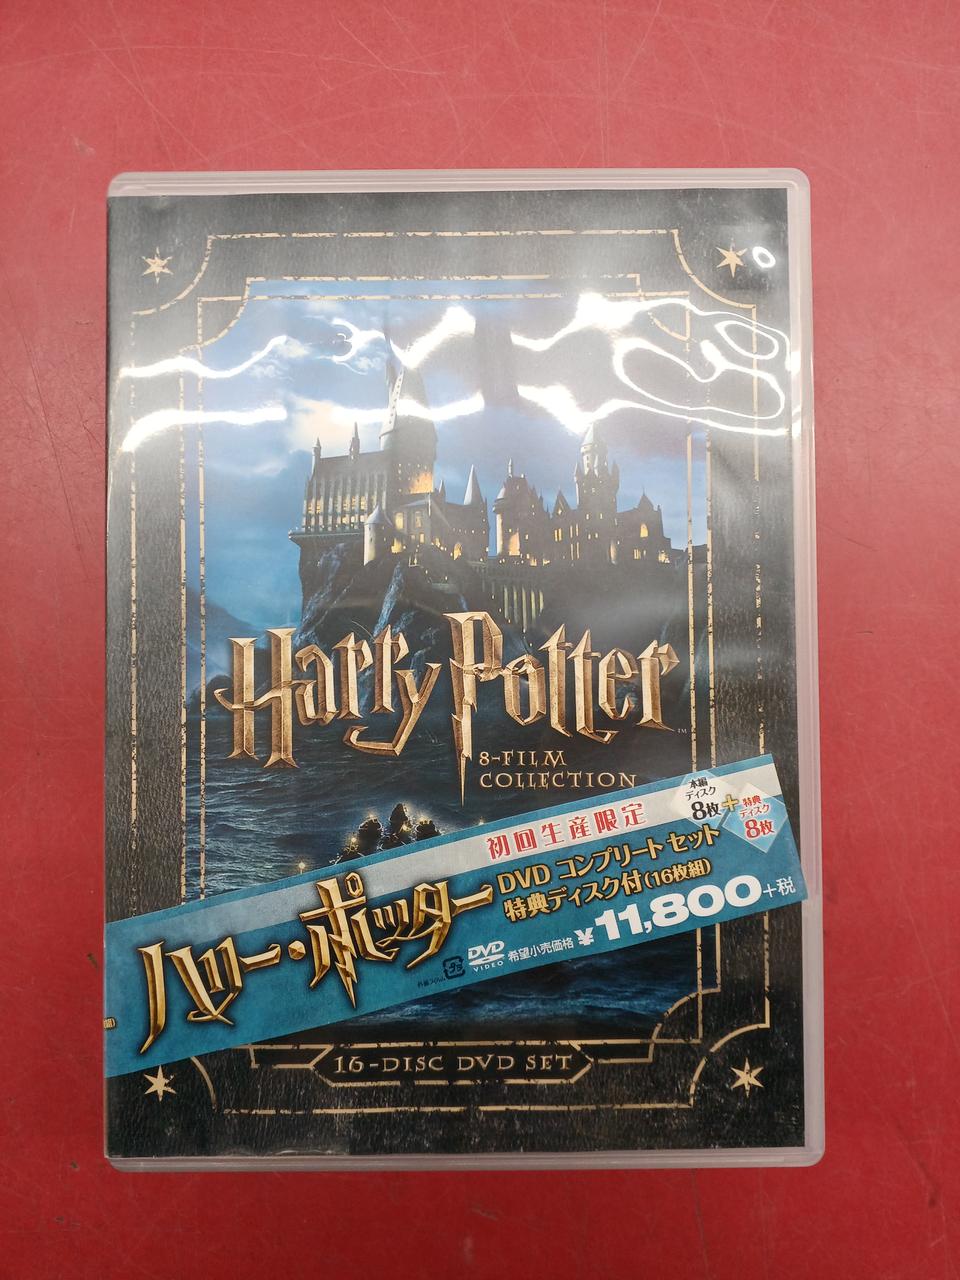 Harry Potter
TM
8-FILM
COLLECTION
本編
ディスク
8枚
+
特典
ディスク
8枚
初回生産限定
ハリー・ポッター
DVD コンプリート セット
特典ディスク付(16枚組)
DVD
VIDEO
希望小売価格 ¥11,800+税
16-DISC DVD SET